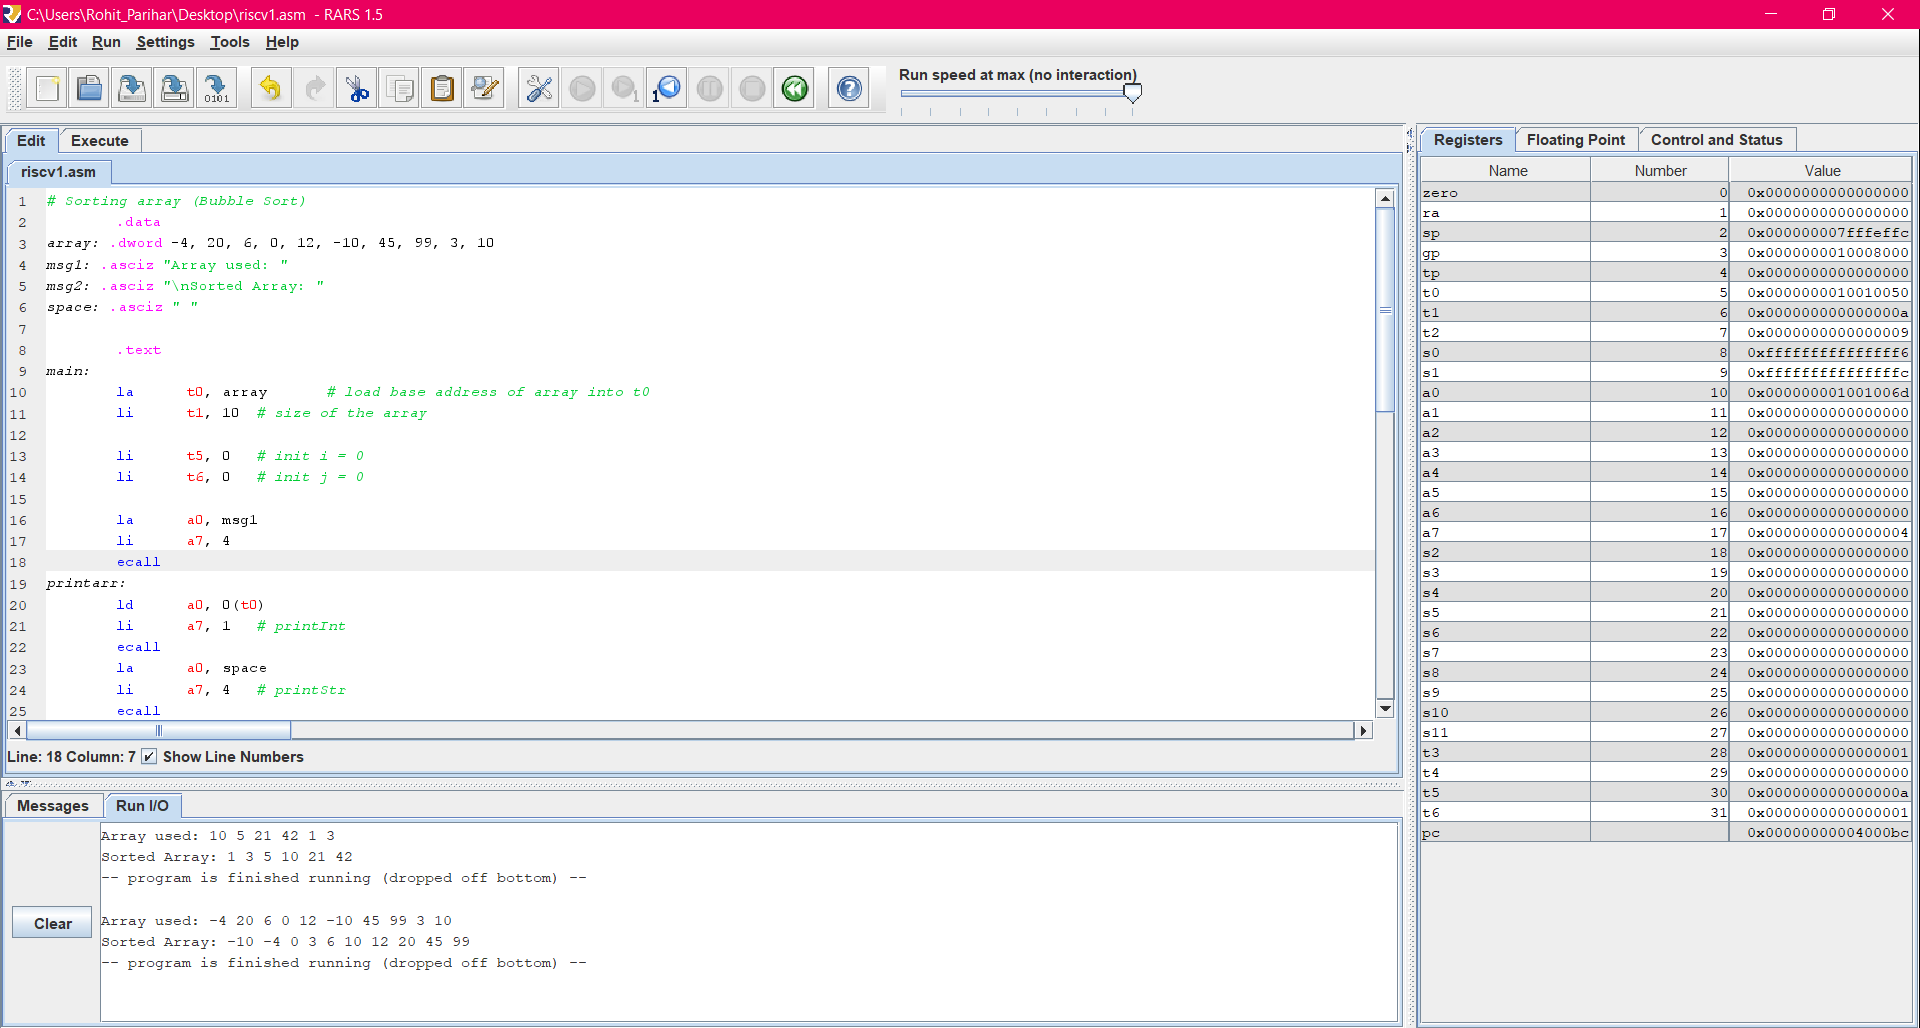 C:\Users\Rohit_Parihar\Desktop\riscv1.asm - RARS 1.5
File Edit Run Settings Tools Help
Run speed at max (no interaction)
0101 1 1
Edit Execute
riscv1.asm
1 # Sorting array (Bubble Sort)
2 .data
3 array: .dword -4, 20, 6, 0, 12, -10, 45, 99, 3, 10
4 msg1: .asciz "Array used: "
5 msg2: .asciz "\nSorted Array: "
6 space: .asciz " "
7
8 .text
9 main:
10 la t0, array # load base address of array into t0
11 li t1, 10 # size of the array
12
13 li t5, 0 # init i = 0
14 li t6, 0 # init j = 0
15
16 la a0, msg1
17 li a7, 4
18 ecall
19 printarr:
20 ld a0, 0(t0)
21 li a7, 1 # printInt
22 ecall
23 la a0, space
24 li a7, 4 # printStr
25 ecall
Line: 18 Column: 7 Show Line Numbers
Messages Run I/O
Clear
Array used: 10 5 21 42 1 3
Sorted Array: 1 3 5 10 21 42
-- program is finished running (dropped off bottom) --
Array used: -4 20 6 0 12 -10 45 99 3 10
Sorted Array: -10 -4 0 3 6 10 12 20 45 99
-- program is finished running (dropped off bottom) --
Registers Floating Point Control and Status
Name Number Value
zero 0 0x0000000000000000
ra 1 0x0000000000000000
sp 2 0x000000007fffeffc
gp 3 0x0000000010008000
tp 4 0x0000000000000000
t0 5 0x0000000010010050
t1 6 0x000000000000000a
t2 7 0x0000000000000009
s0 8 0xfffffffffffffff6
s1 9 0xfffffffffffffffc
a0 10 0x000000001001006d
a1 11 0x0000000000000000
a2 12 0x0000000000000000
a3 13 0x0000000000000000
a4 14 0x0000000000000000
a5 15 0x0000000000000000
a6 16 0x0000000000000000
a7 17 0x0000000000000004
s2 18 0x0000000000000000
s3 19 0x0000000000000000
s4 20 0x0000000000000000
s5 21 0x0000000000000000
s6 22 0x0000000000000000
s7 23 0x0000000000000000
s8 24 0x0000000000000000
s9 25 0x0000000000000000
s10 26 0x0000000000000000
s11 27 0x0000000000000000
t3 28 0x0000000000000001
t4 29 0x0000000000000000
t5 30 0x000000000000000a
t6 31 0x0000000000000001
pc 0x00000000004000bc